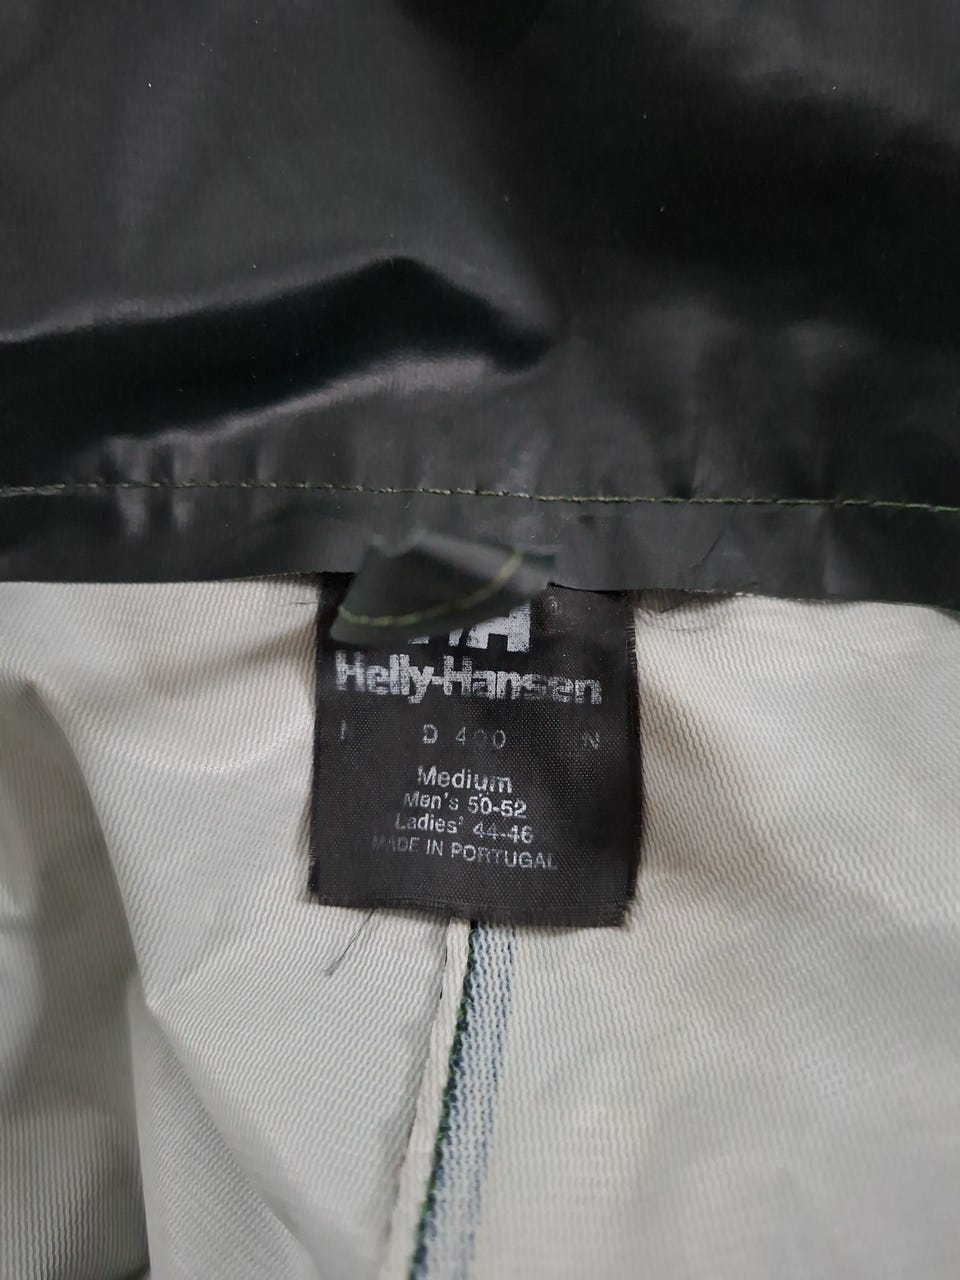 Helly-Hansen
D 400 N
Medium
Men's 50-52
Ladies' 44-46
MADE IN PORTUGAL